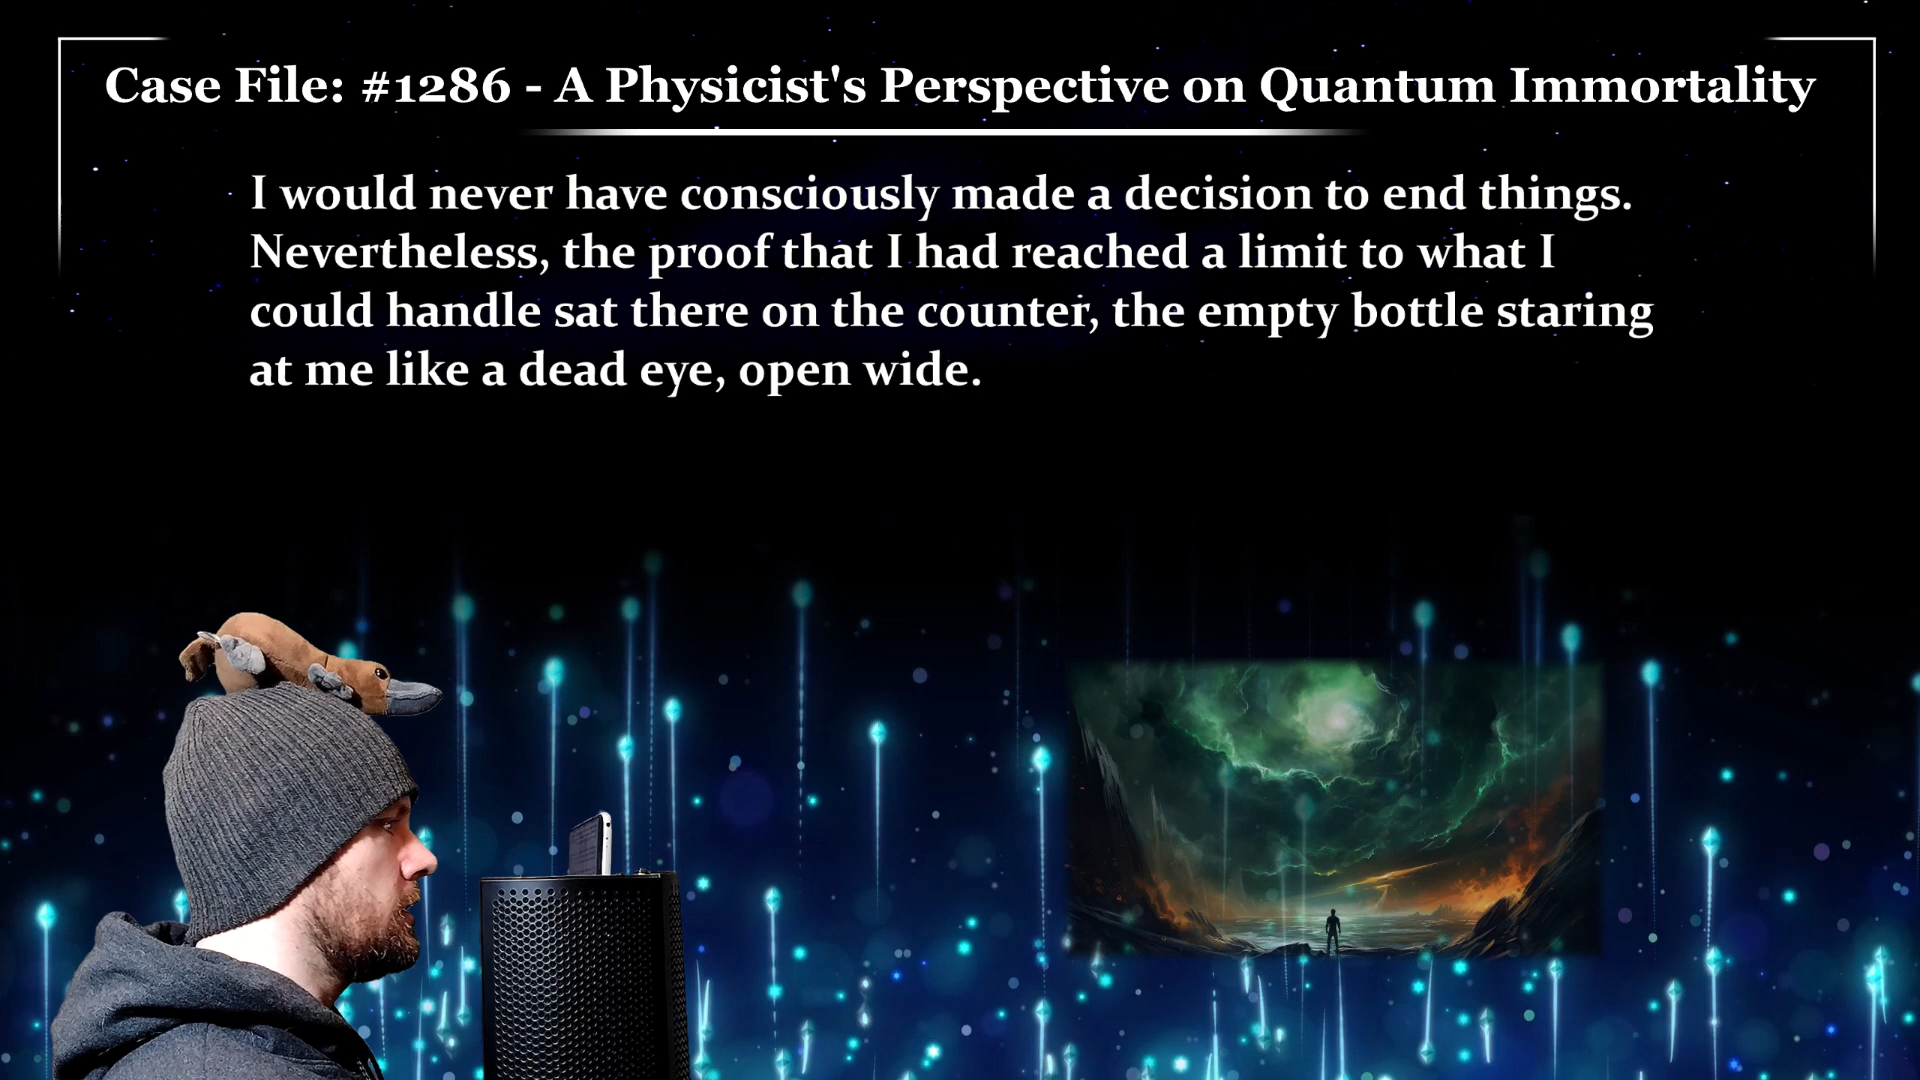 Case File: #1286 - A Physicist's Perspective on Quantum Immortality
I would never have consciously made a decision to end things.
Nevertheless, the proof that I had reached a limit to what I
could handle sat there on the counter, the empty bottle staring
at me like a dead eye, open wide.